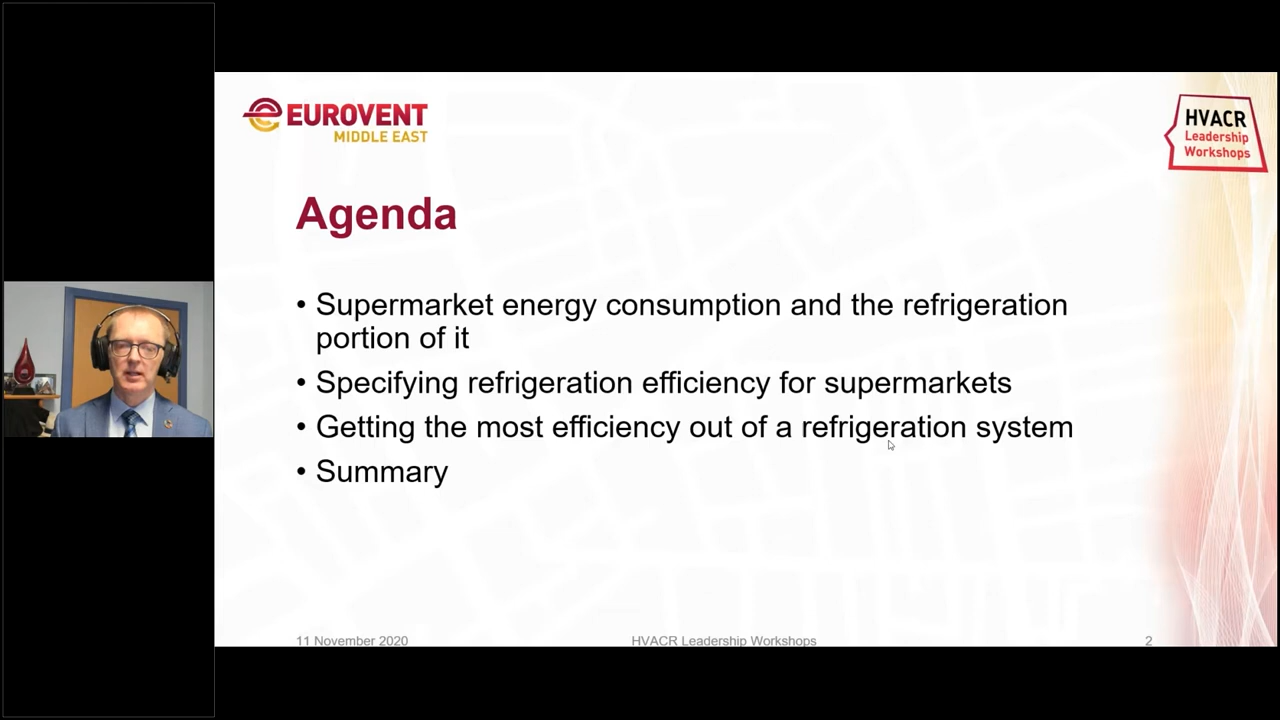 EUROVENT
MIDDLE EAST
HVACR
Leadership
Workshops
Agenda
• Supermarket energy consumption and the refrigeration
portion of it
• Specifying refrigeration efficiency for supermarkets
• Getting the most efficiency out of a refrigeration system
• Summary
11 November 2020
HVACR Leadership Workshops
2